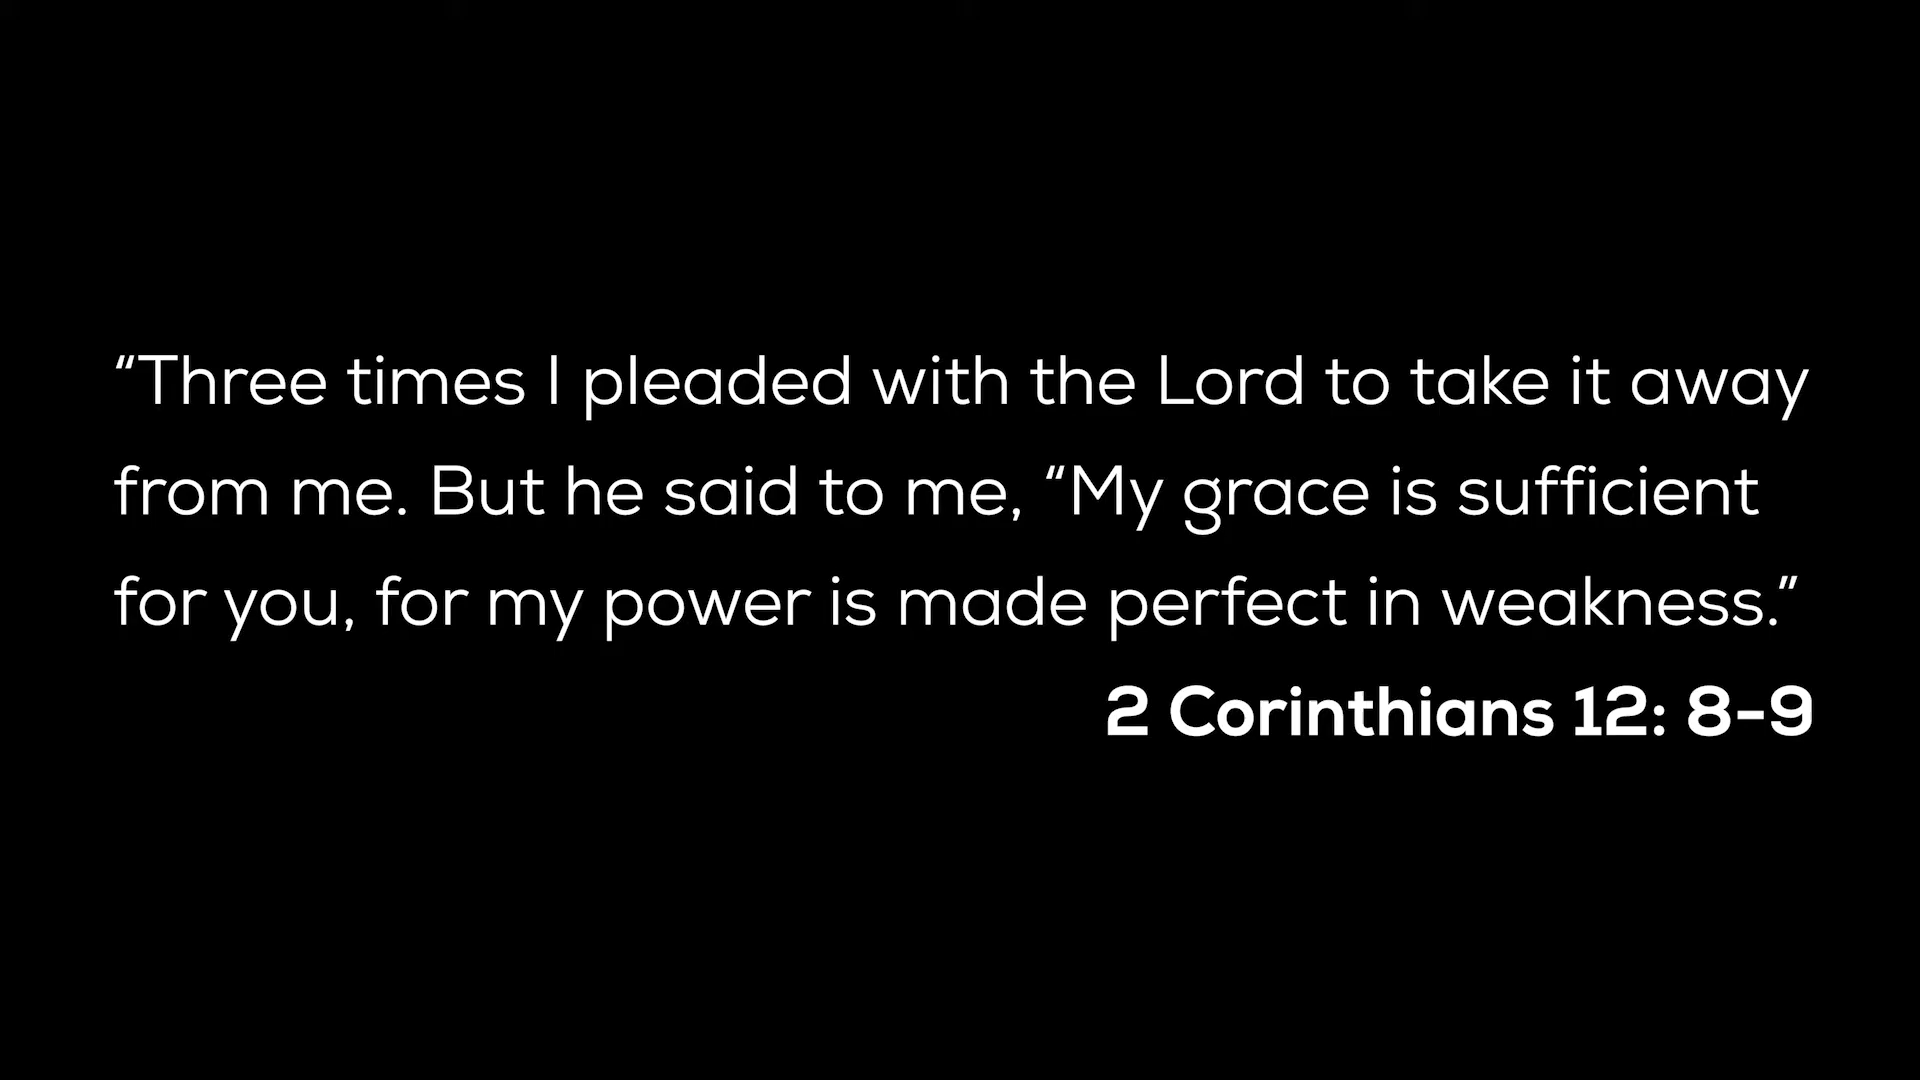 “Three times I pleaded with the Lord to take it away
from me. But he said to me, “My grace is sufficient
for you, for my power is made perfect in weakness.”
2 Corinthians 12: 8-9